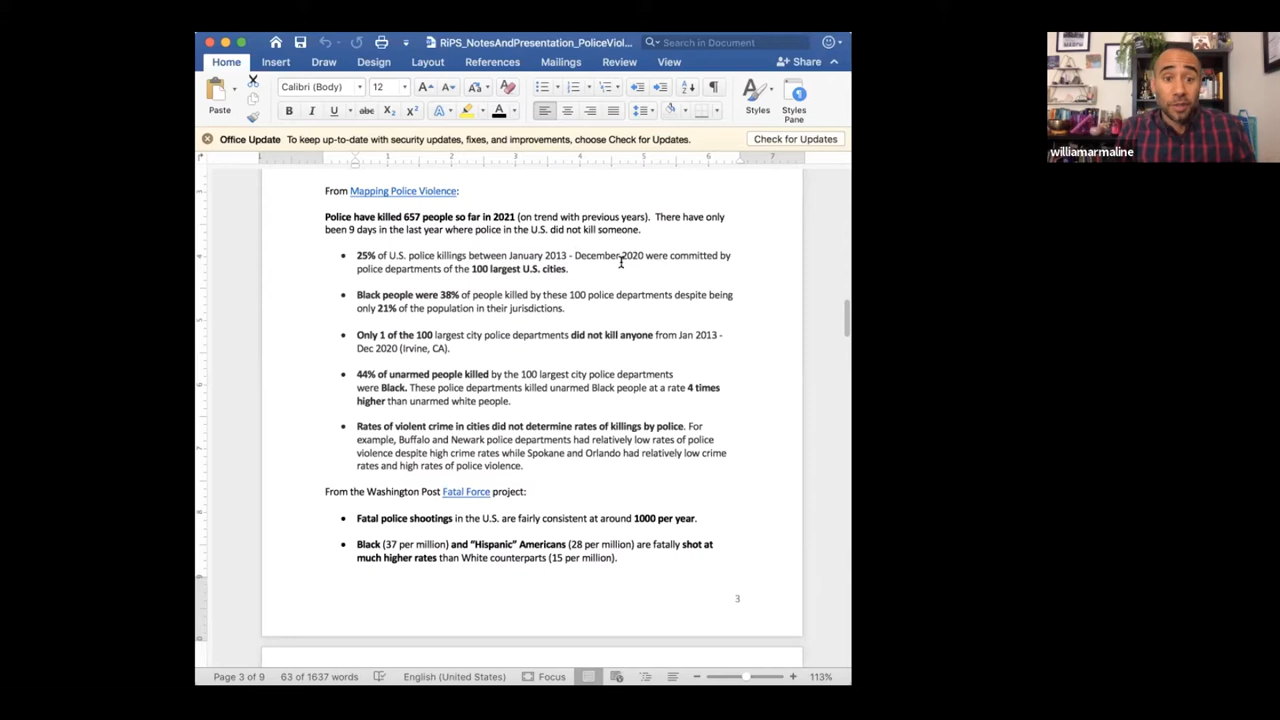 RiPS_NotesAndPresentation_PoliceViol...
Search in Document
Home Insert Draw Design Layout References Mailings Review View Share
Paste
Calibri (Body) 12
Styles
Styles Pane
Office Update To keep up-to-date with security updates, fixes, and improvements, choose Check for Updates. Check for Updates
williamarmaline
From Mapping Police Violence:
Police have killed 657 people so far in 2021 (on trend with previous years). There have only
been 9 days in the last year where police in the U.S. did not kill someone.
• 25% of U.S. police killings between January 2013 - December 2020 were committed by
police departments of the 100 largest U.S. cities.
• Black people were 38% of people killed by these 100 police departments despite being
only 21% of the population in their jurisdictions.
• Only 1 of the 100 largest city police departments did not kill anyone from Jan 2013 -
Dec 2020 (Irvine, CA).
• 44% of unarmed people killed by the 100 largest city police departments
were Black. These police departments killed unarmed Black people at a rate 4 times
higher than unarmed white people.
• Rates of violent crime in cities did not determine rates of killings by police. For
example, Buffalo and Newark police departments had relatively low rates of police
violence despite high crime rates while Spokane and Orlando had relatively low crime
rates and high rates of police violence.
From the Washington Post Fatal Force project:
• Fatal police shootings in the U.S. are fairly consistent at around 1000 per year.
• Black (37 per million) and “Hispanic” Americans (28 per million) are fatally shot at
much higher rates than White counterparts (15 per million).
3
Page 3 of 9 63 of 1637 words English (United States) Focus 113%